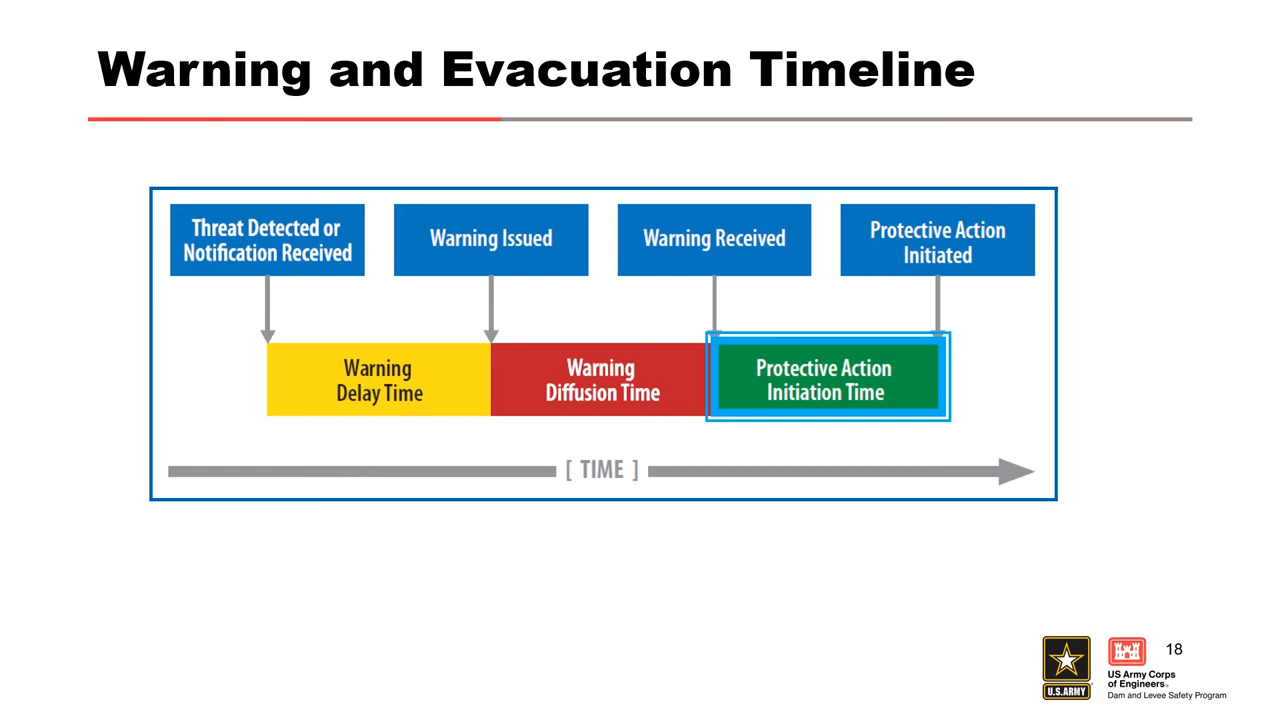 Warning and Evacuation Timeline
Threat Detected or
Notification Received
Warning Issued
Warning Received
Protective Action
Initiated
Warning
Delay Time
Warning
Diffusion Time
Protective Action
Initiation Time
[ TIME ]
18
U.S.ARMY
US Army Corps
of Engineers®
Dam and Levee Safety Program